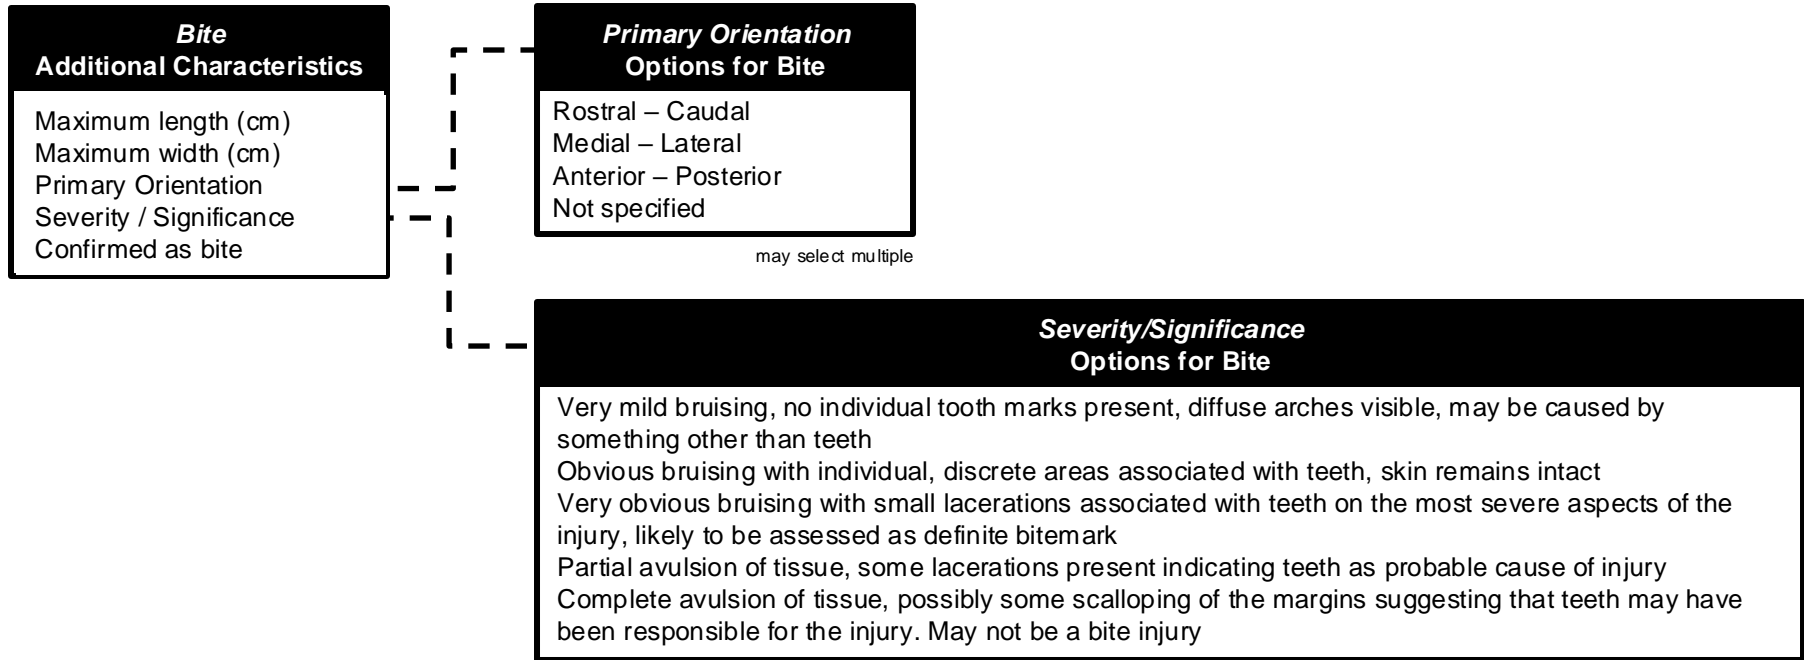 Bite
Additional Characteristics
Maximum length (cm)
Maximum width (cm)
Primary Orientation
Severity / Significance
Confirmed as bite
Primary Orientation
Options for Bite
Rostral – Caudal
Medial – Lateral
Anterior – Posterior
Not specified
may select multiple
Severity/Significance
Options for Bite
Very mild bruising, no individual tooth marks present, diffuse arches visible, may be caused by
something other than teeth
Obvious bruising with individual, discrete areas associated with teeth, skin remains intact
Very obvious bruising with small lacerations associated with teeth on the most severe aspects of the
injury, likely to be assessed as definite bitemark
Partial avulsion of tissue, some lacerations present indicating teeth as probable cause of injury
Complete avulsion of tissue, possibly some scalloping of the margins suggesting that teeth may have
been responsible for the injury. May not be a bite injury